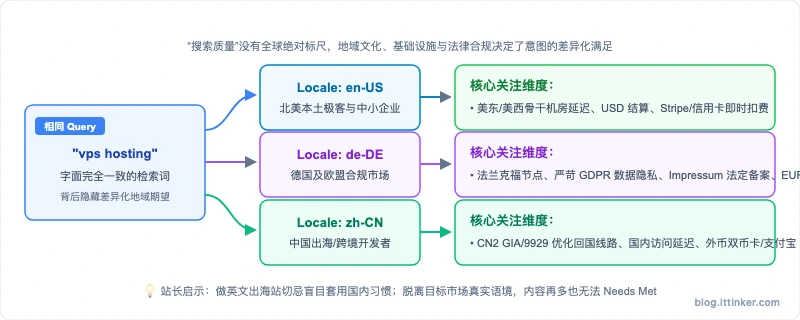 “搜索质量”没有全球绝对标尺，地域文化、基础设施与法律合规决定了意图的差异化满足
相同 Query
"vps hosting"
字面完全一致的检索词
背后隐藏差异化地域期望
Locale: en-US
北美本土极客与中小企业
核心关注维度：
• 美东/美西骨干机房延迟、USD 结算、Stripe/信用卡即时扣费
Locale: de-DE
德国及欧盟合规市场
核心关注维度：
• 法兰克福节点、严苛 GDPR 数据隐私、Impressum 法定备案、EUR
Locale: zh-CN
中国出海/跨境开发者
核心关注维度：
• CN2 GIA/9929 优化回国线路、国内访问延迟、外币双币卡/支付宝
💡 站长启示：做英文出海站切忌盲目套用国内习惯；脱离目标市场真实语境，内容再多也无法 Needs Met
blog.ittinker.com